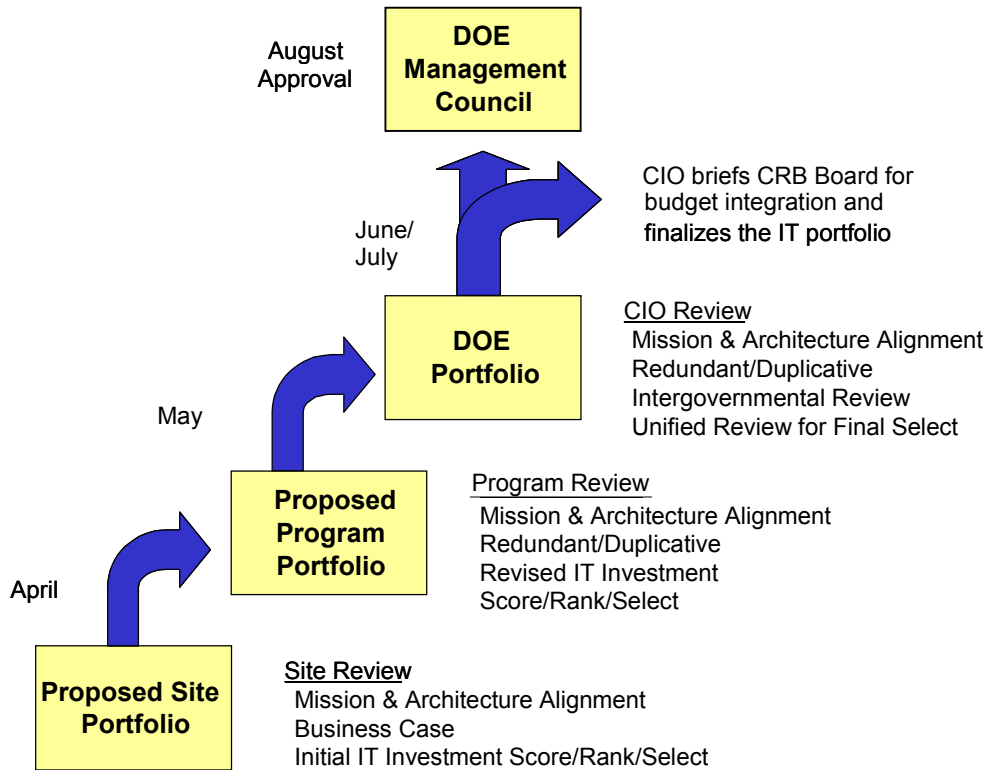 August
Approval
DOE
Management
Council
CIO briefs CRB Board for
budget integration and
finalizes the IT portfolio
June/
July
DOE
Portfolio
CIO Review
Mission & Architecture Alignment
Redundant/Duplicative
Intergovernmental Review
Unified Review for Final Select
May
Proposed
Program
Portfolio
Program Review
Mission & Architecture Alignment
Redundant/Duplicative
Revised IT Investment
Score/Rank/Select
April
Proposed Site
Portfolio
Site Review
Mission & Architecture Alignment
Business Case
Initial IT Investment Score/Rank/Select